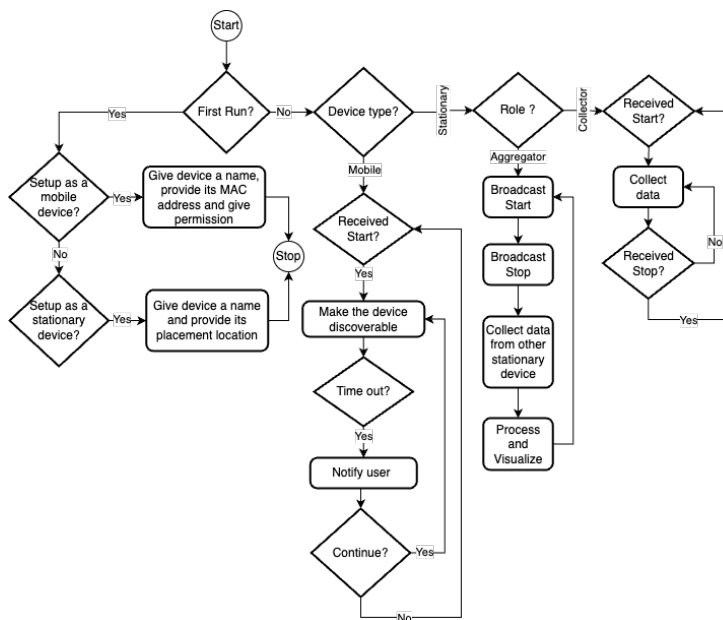 Start
First Run?
Yes
No
Device type?
Stationary
Role ?
Collector
Received
Start?
Setup as a
mobile
device?
Yes
Give device a name,
provide its MAC
address and give
permission
No
Stop
Setup as a
stationary
device?
Yes
Give device a name
and provide its
placement location
Mobile
Received
Start?
Yes
Make the device
discoverable
Time out?
Yes
Notify user
Continue?
Yes
No
Aggregator
Broadcast
Start
Broadcast
Stop
Collect data
from other
stationary
device
Process
and
Visualize
Collect
data
Received
Stop?
No
Yes